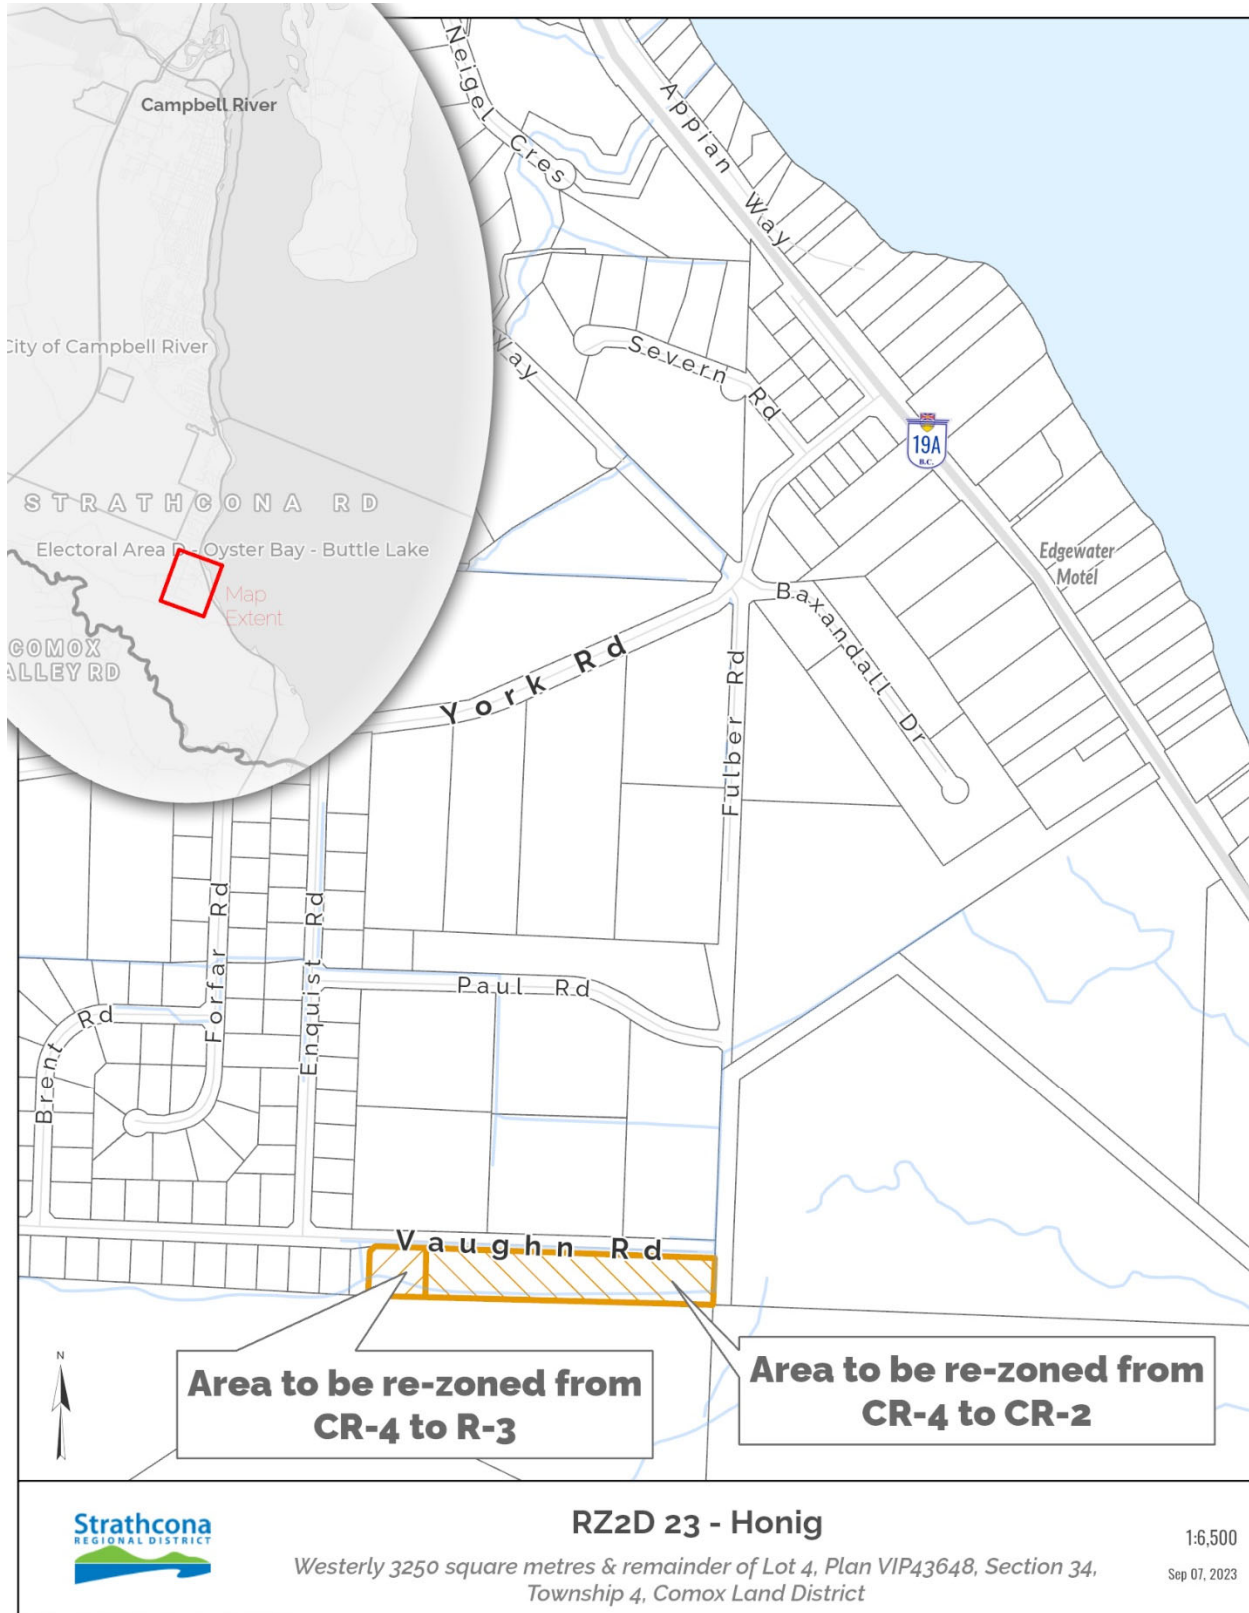 Campbell River
City of Campbell River
STRATHCONA RD
Electoral Area D - Oyster Bay - Buttle Lake
Map
Extent
COMOX
ALLEY RD
Neigel Cres
Appian Way
Way
Severn Rd
19A
B.C.
Edgewater
Motel
Baxandall Dr
York Rd
Fulber Rd
Forfar Rd
Enquist Rd
Paul Rd
Brent Rd
Vaughn Rd
N
Area to be re-zoned from
CR-4 to R-3
Area to be re-zoned from
CR-4 to CR-2
Strathcona
REGIONAL DISTRICT
RZ2D 23 - Honig
Westerly 3250 square metres & remainder of Lot 4, Plan VIP43648, Section 34,
Township 4, Comox Land District
1:6,500
Sep 07, 2023